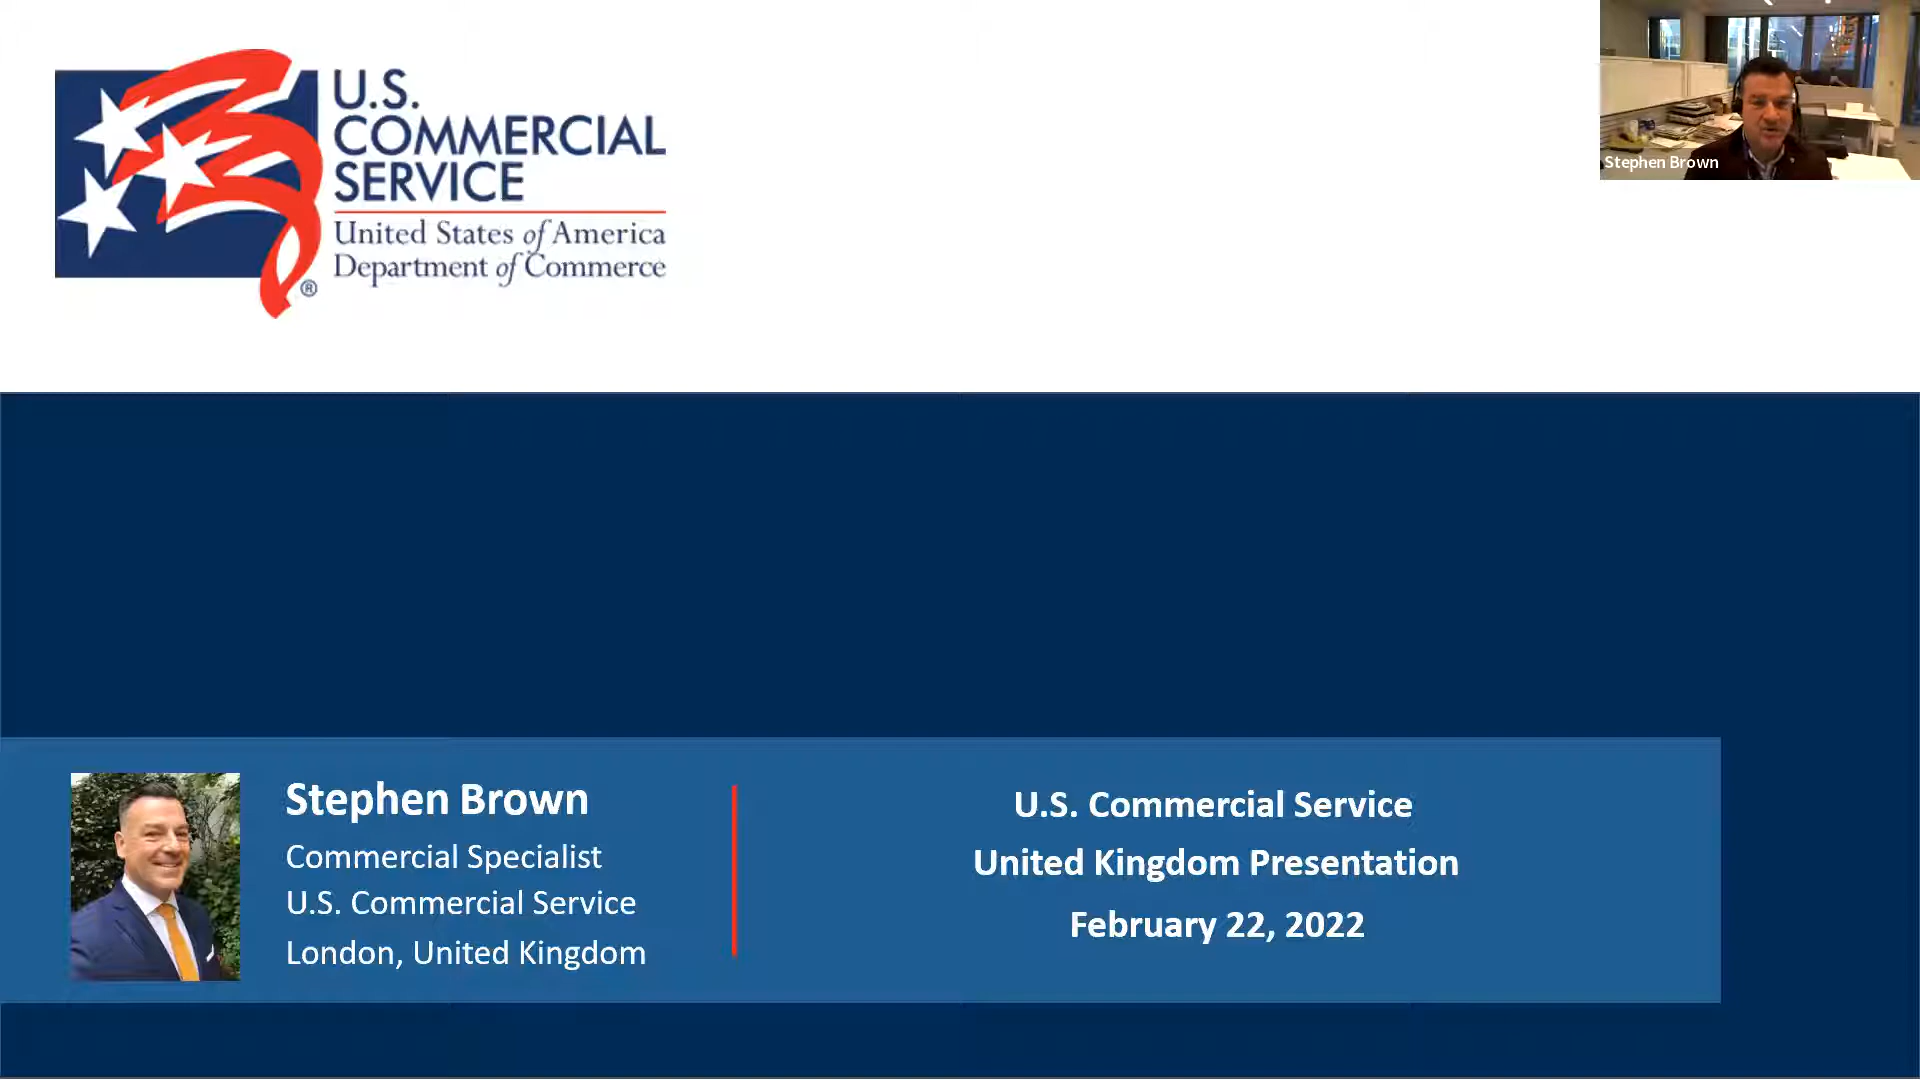 U.S.
COMMERCIAL
SERVICE
United States of America
Department of Commerce
®
Stephen Brown
Stephen Brown
Commercial Specialist
U.S. Commercial Service
London, United Kingdom
U.S. Commercial Service
United Kingdom Presentation
February 22, 2022